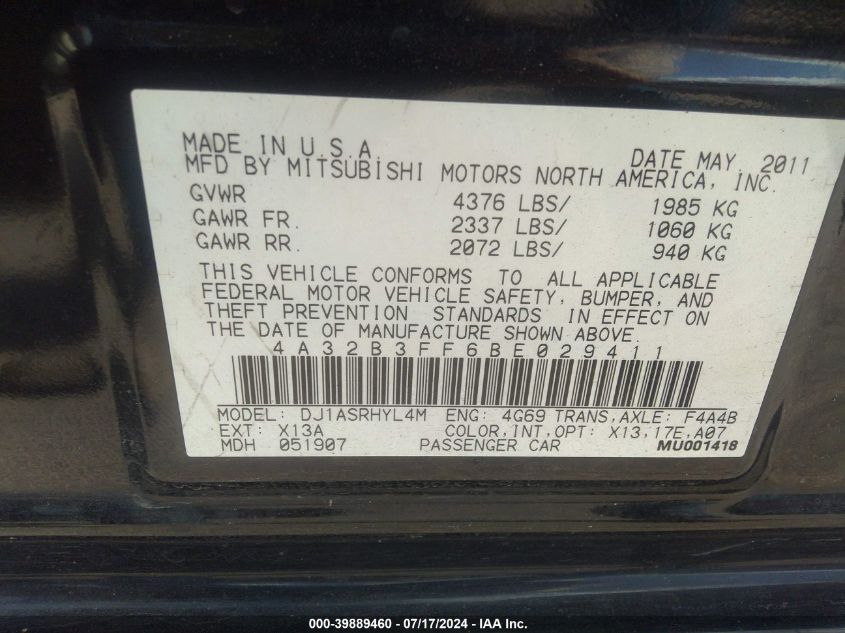 MADE IN U.S.A. DATE MAY, 2011
MFD BY MITSUBISHI MOTORS NORTH AMERICA, INC.
GVWR 4376 LBS/ 1985 KG
GAWR FR. 2337 LBS/ 1060 KG
GAWR RR. 2072 LBS/ 940 KG
THIS VEHICLE CONFORMS TO ALL APPLICABLE
FEDERAL MOTOR VEHICLE SAFETY, BUMPER, AND
THEFT PREVENTION STANDARDS IN EFFECT ON
THE DATE OF MANUFACTURE SHOWN ABOVE.
4A32B3FF6BE029411
MODEL: DJ1ASRHYL4M ENG: 4G69 TRANS,AXLE: F4A4B
EXT: X13A COLOR,INT,OPT: X13,17E,A07
MDH 051907 PASSENGER CAR MU001418
000-39889460 - 07/17/2024 - IAA Inc.